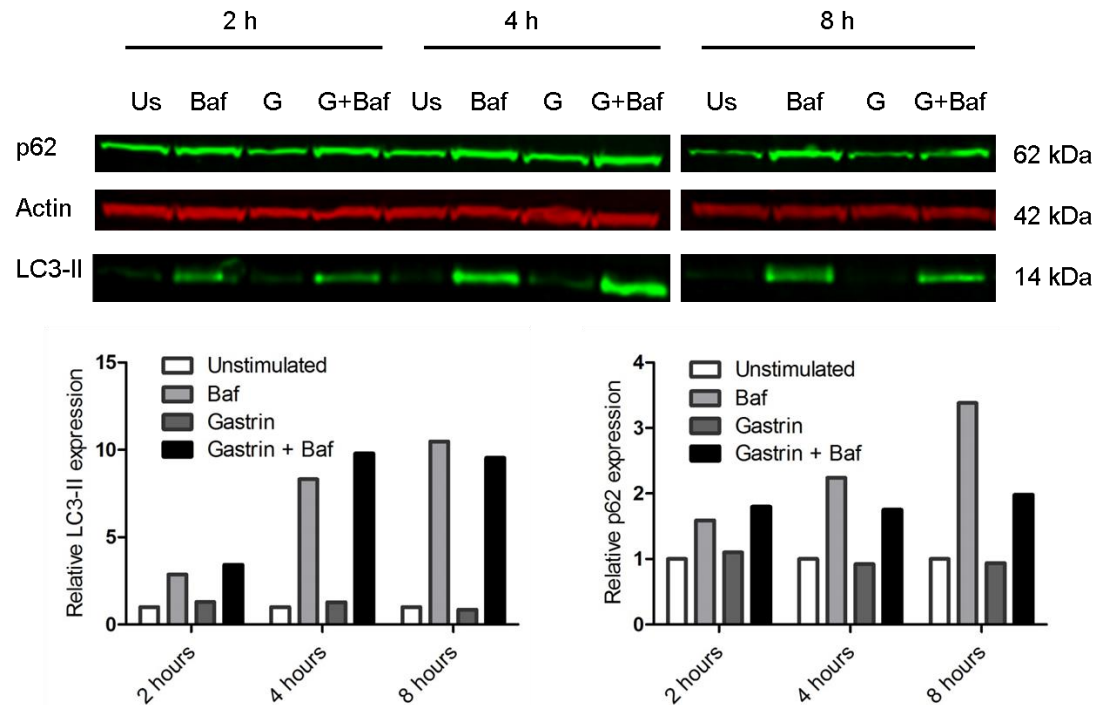 2 h 4 h 8 h
Us Baf G G+Baf Us Baf G G+Baf Us Baf G G+Baf
p62 62 kDa
Actin 42 kDa
LC3-II 14 kDa
Relative LC3-II expression
15
10
5
0
Unstimulated
Baf
Gastrin
Gastrin + Baf
2 hours 4 hours 8 hours
Relative p62 expression
4
3
2
1
0
Unstimulated
Baf
Gastrin
Gastrin + Baf
2 hours 4 hours 8 hours